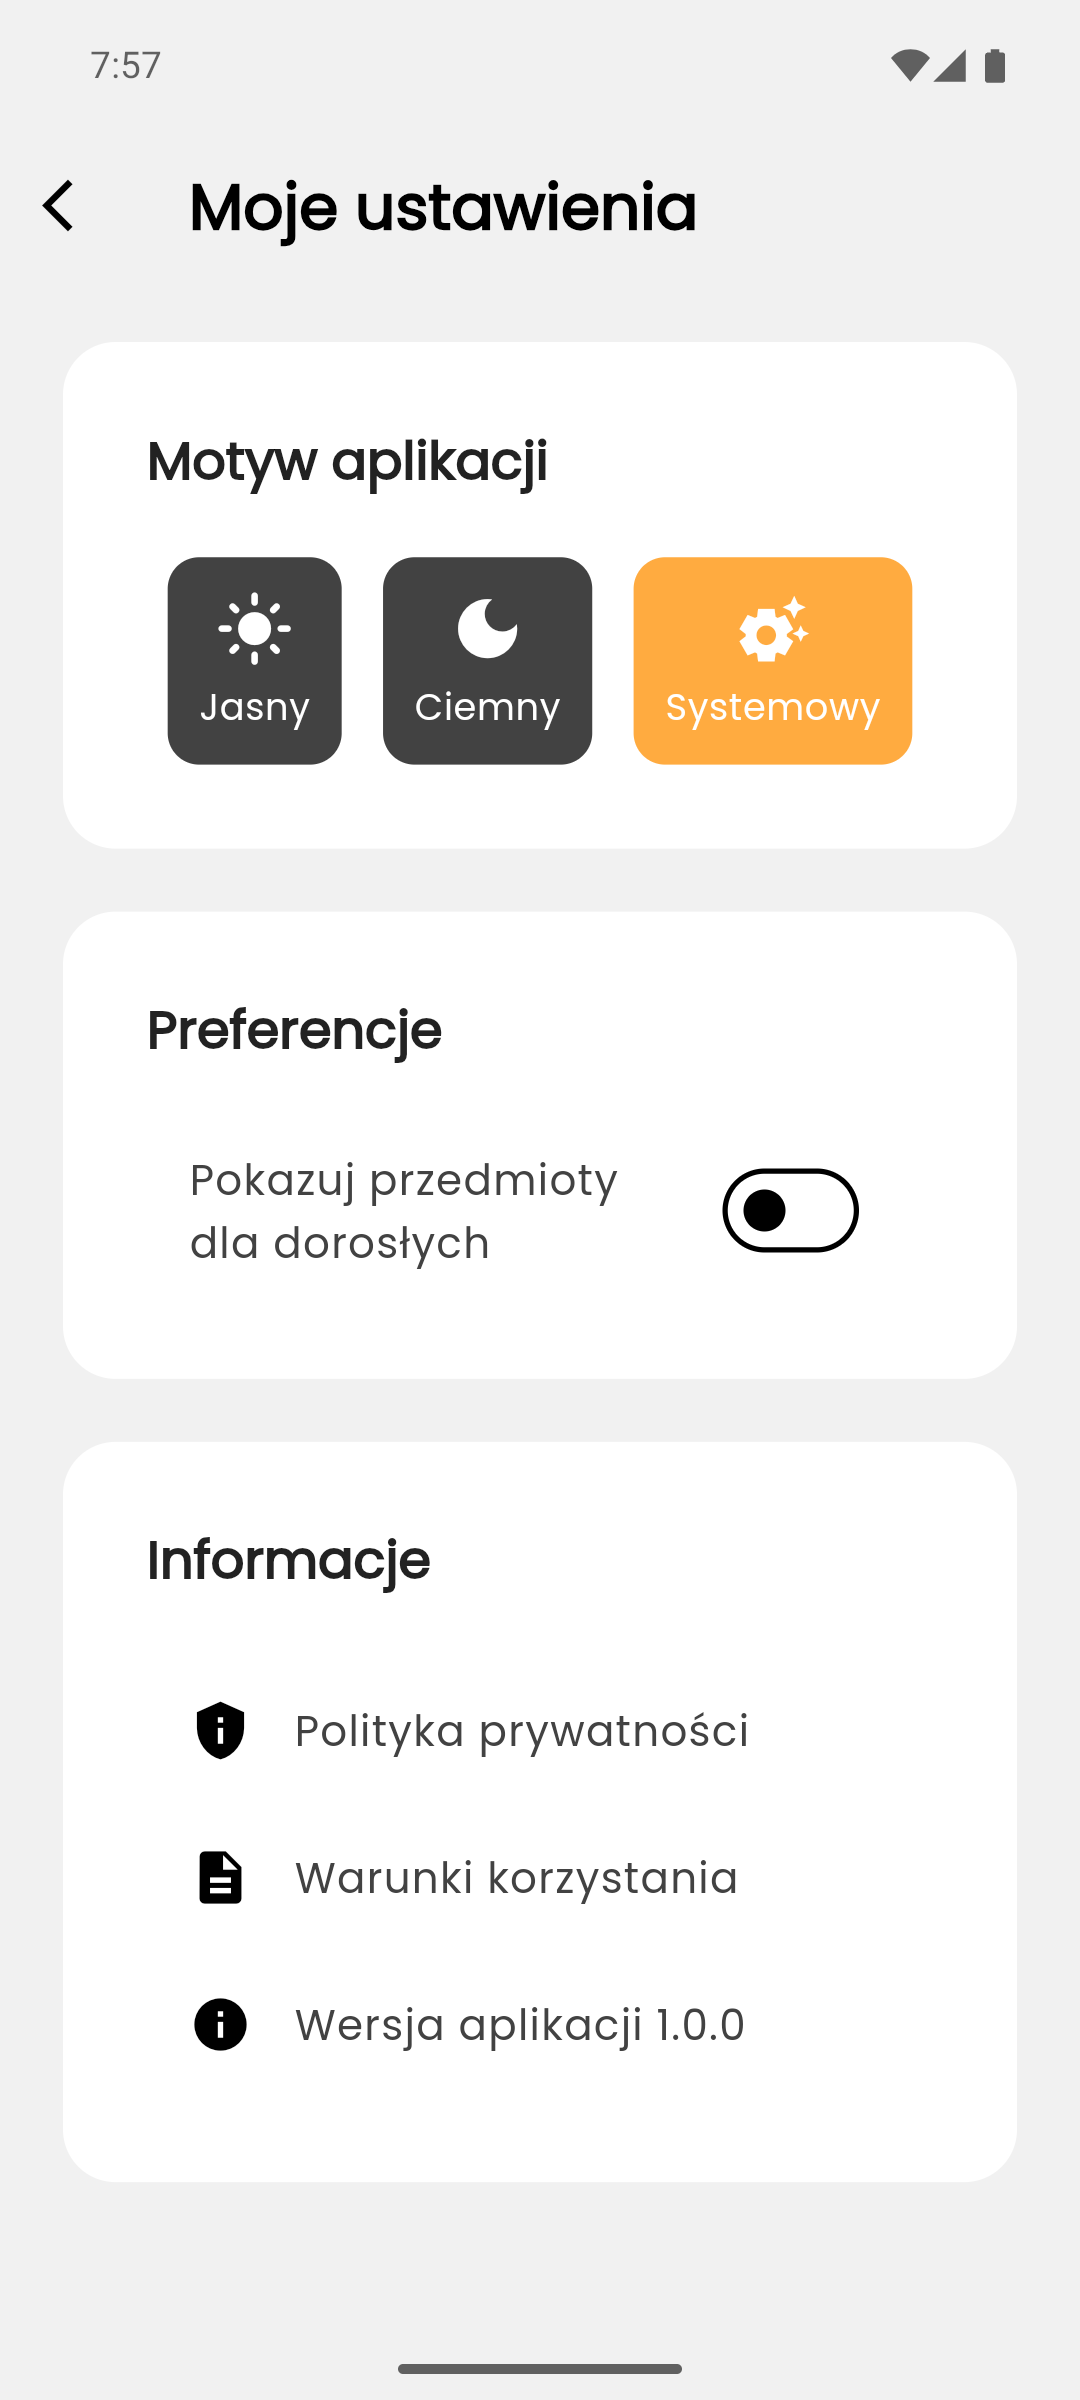 7:57
Moje ustawienia
Motyw aplikacji
Jasny
Ciemny
Systemowy
Preferencje
Pokazuj przedmioty
dla dorosłych
Informacje
Polityka prywatności
Warunki korzystania
Wersja aplikacji 1.0.0